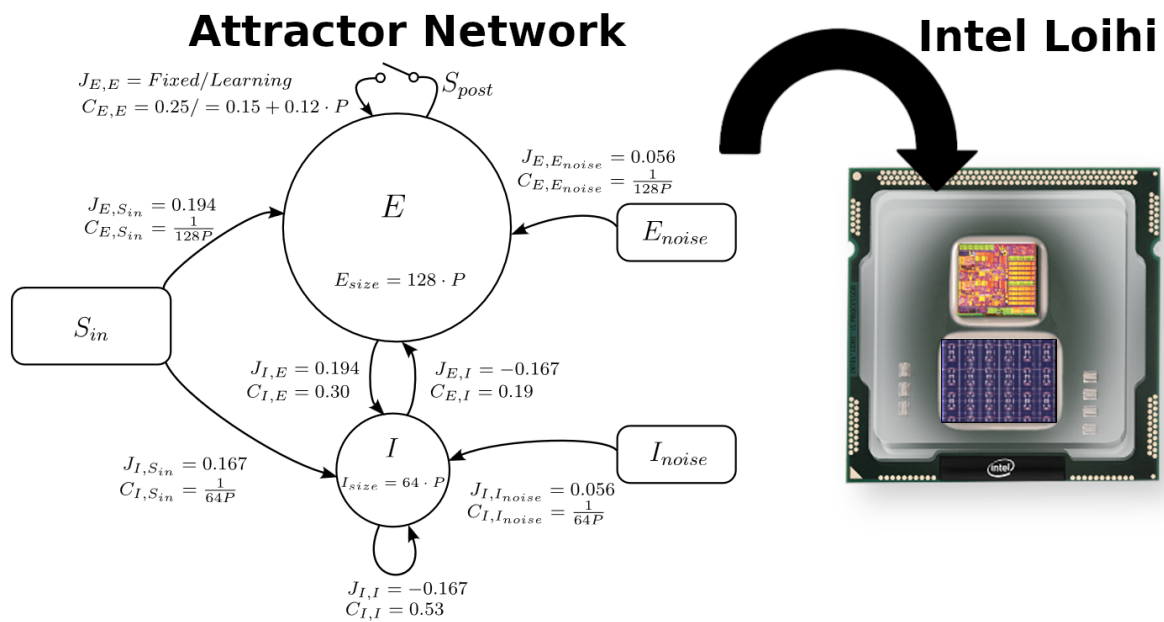 Attractor Network
Intel Loihi
J_{E,E} = Fixed/Learning
C_{E,E} = 0.25/ = 0.15 + 0.12 · P
S_{post}
J_{E,E_{noise}} = 0.056
C_{E,E_{noise}} = \frac{1}{128P}
J_{E,S_{in}} = 0.194
C_{E,S_{in}} = \frac{1}{128P}
E
E_{noise}
E_{size} = 128 · P
S_{in}
J_{I,E} = 0.194
C_{I,E} = 0.30
J_{E,I} = −0.167
C_{E,I} = 0.19
I
I_{size} = 64 · P
I_{noise}
J_{I,S_{in}} = 0.167
C_{I,S_{in}} = \frac{1}{64P}
J_{I,I_{noise}} = 0.056
C_{I,I_{noise}} = \frac{1}{64P}
J_{I,I} = −0.167
C_{I,I} = 0.53
intel